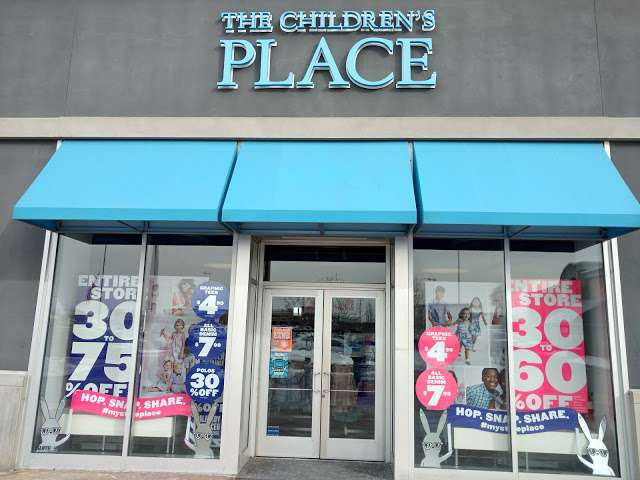 THE CHILDREN'S
PLACE
ENTIRE
STORE
30
TO
75
% OFF
HOP. SNAP. SHARE.
GRAPHIC
TEES
$4
ALL
BASIC
DENIM
$7
POLOS
30
% OFF
GRAPHIC
TEES
$4
ALL
BASIC
DENIM
$7
ENTIRE
STORE
30
TO
60
% OFF
HOP. SNAP. SHARE.